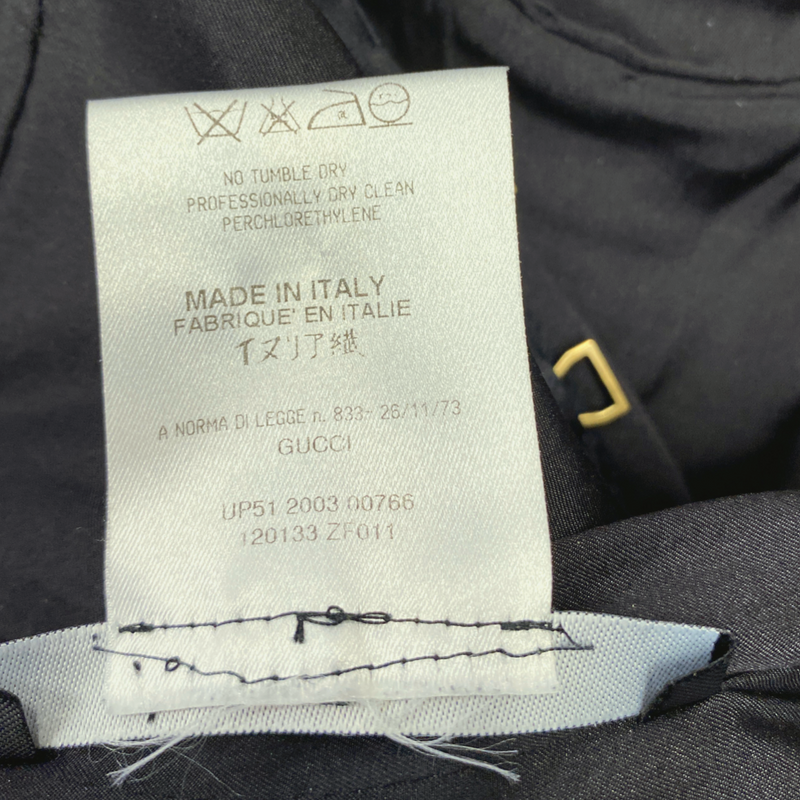 NO TUMBLE DRY
PROFESSIONALLY DRY CLEAN
PERCHLORETHYLENE
MADE IN ITALY
FABRIQUE' EN ITALIE
A NORMA DI LEGGE n. 833- 26/11/73
GUCCI
UP51 2003 00766
120133 ZF011